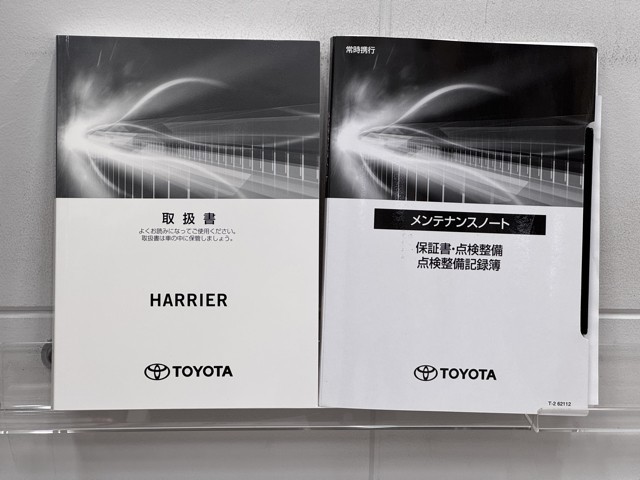 取扱書
よくお読みになってご使用ください。
取扱書は車の中に保管しましょう。
HARRIER
TOYOTA
常時携行
メンテナンスノート
保証書・点検整備
点検整備記録簿
TOYOTA
T-2 62112